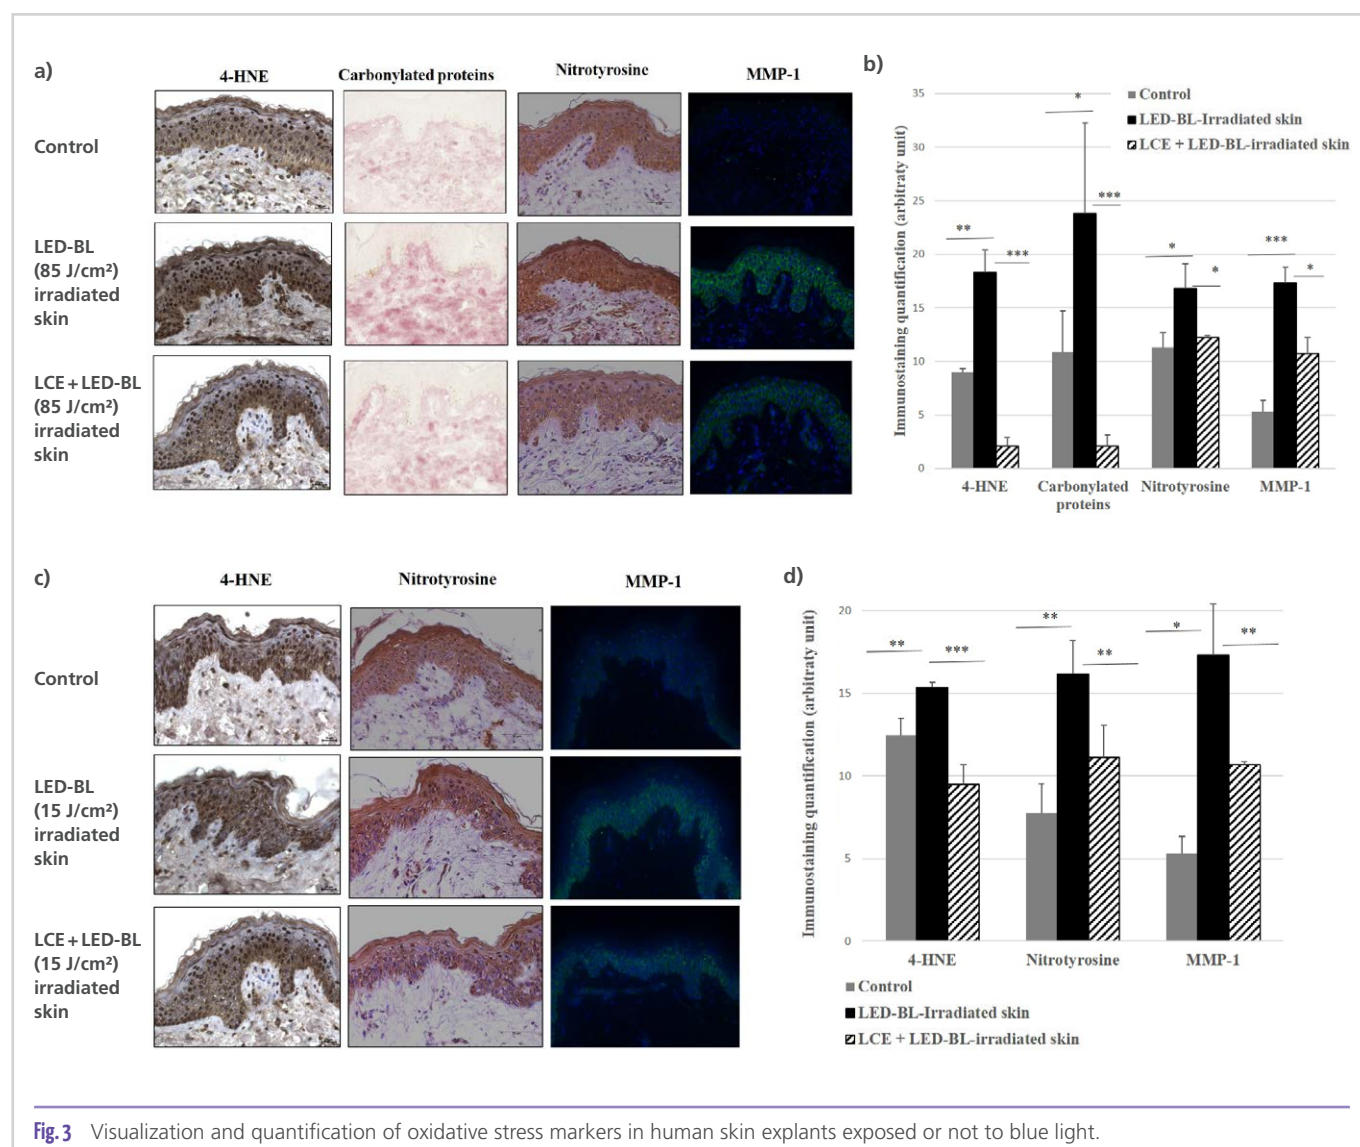 a)
4-HNE
Carbonylated proteins
Nitrotyrosine
MMP-1
Control
LED-BL
(85 J/cm²)
irradiated
skin
LCE + LED-BL
(85 J/cm²)
irradiated
skin
b)
Immunostaining quantification (arbitraty unit)
35
30
25
20
15
10
5
0
Control
LED-BL-Irradiated skin
LCE + LED-BL-irradiated skin
**
***
*
***
*
*
***
*
4-HNE
Carbonylated
proteins
Nitrotyrosine
MMP-1
c)
4-HNE
Nitrotyrosine
MMP-1
Control
LED-BL
(15 J/cm²)
irradiated
skin
LCE + LED-BL
(15 J/cm²)
irradiated
skin
d)
Immunostaining quantification (arbitraty unit)
20
15
10
5
0
**
***
**
**
*
**
4-HNE
Nitrotyrosine
MMP-1
Control
LED-BL-Irradiated skin
LCE + LED-BL-irradiated skin
Fig. 3 Visualization and quantification of oxidative stress markers in human skin explants exposed or not to blue light.